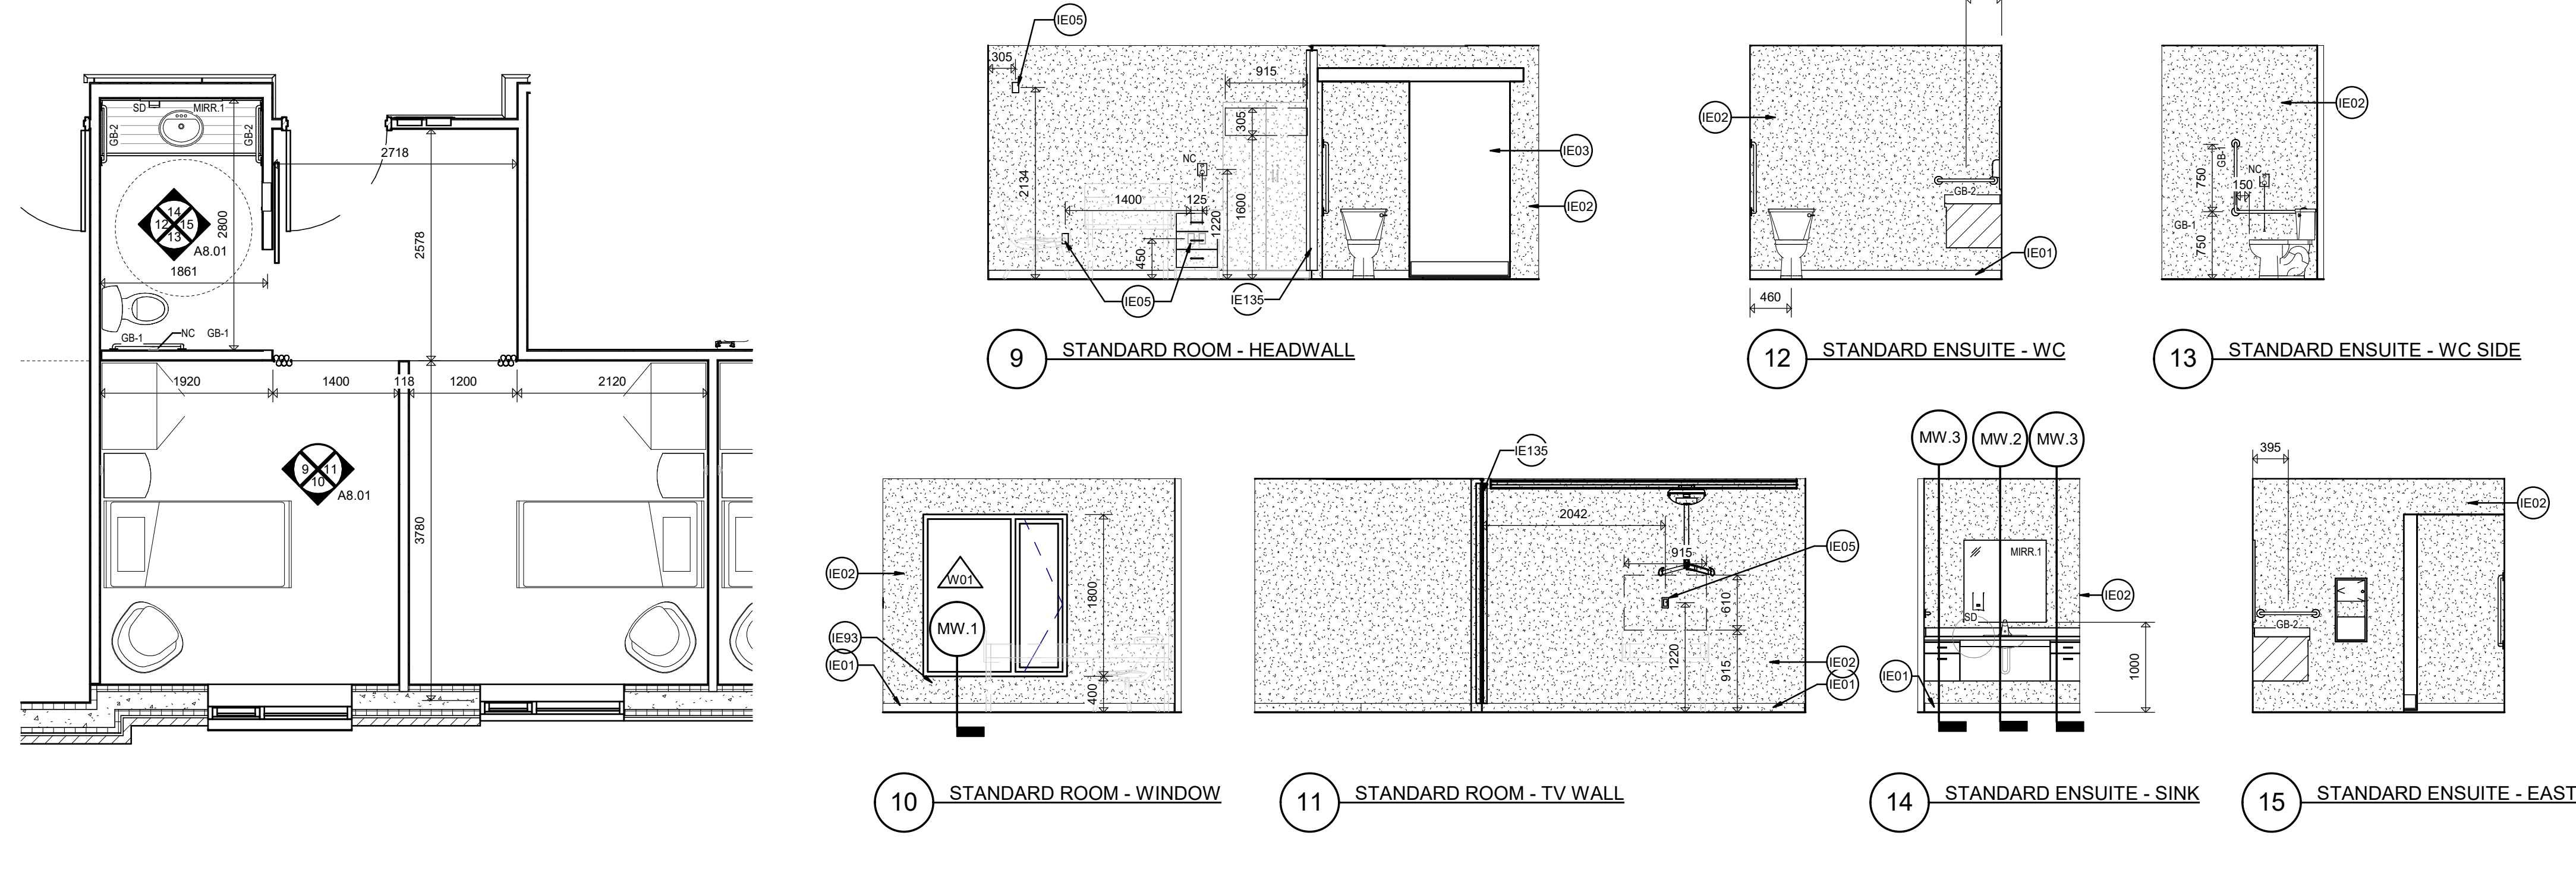 SD
MIRR.1
GB-2
GB-2
2718
14
12
15
13
A8.01
2800
2578
1861
GB-1
NC
GB-1
1920
1400
118
1200
2120
9
11
10
A8.01
3780
IE05
305
915
305
2134
NC
1400
125
1220
1600
450
IE05
IE135
IE03
IE02
9
STANDARD ROOM - HEADWALL
IE02
GB-2
IE01
460
12
STANDARD ENSUITE - WC
IE02
750
GB-1
NC
150
GB-1
750
13
STANDARD ENSUITE - WC SIDE
IE02
W01
MW.1
IE93
IE01
1800
400
10
STANDARD ROOM - WINDOW
IE135
2042
915
IE05
610
1220
915
IE02
IE01
11
STANDARD ROOM - TV WALL
MW.3
MW.2
MW.3
MIRR.1
IE02
SD
IE01
1000
14
STANDARD ENSUITE - SINK
395
IE02
GB-2
15
STANDARD ENSUITE - EAST